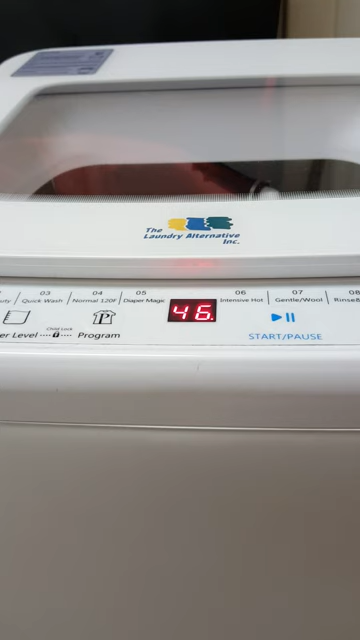 The
Laundry Alternative
Inc.
03 04 05 06 07 08
Quick Wash Normal 120F Diaper Magic Intensive Hot Gentle/Wool
46.
Level Child Lock Program
START/PAUSE